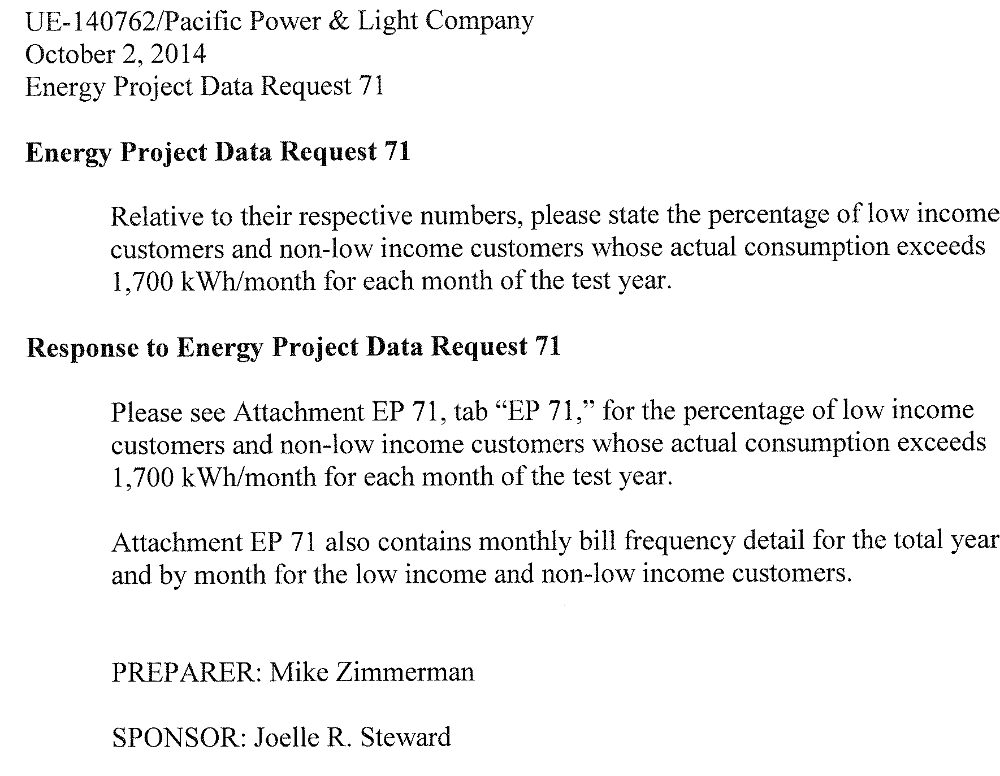 UE-140762/Pacific Power & Light Company
October 2, 2014
Energy Project Data Request 71
Energy Project Data Request 71
Relative to their respective numbers, please state the percentage of low income
customers and non-low income customers whose actual consumption exceeds
1,700 kWh/month for each month of the test year.
Response to Energy Project Data Request 71
Please see Attachment EP 71, tab “EP 71,” for the percentage of low income
customers and non-low income customers whose actual consumption exceeds
1,700 kWh/month for each month of the test year.
Attachment EP 71 also contains monthly bill frequency detail for the total year
and by month for the low income and non-low income customers.
PREPARER: Mike Zimmerman
SPONSOR: Joelle R. Steward